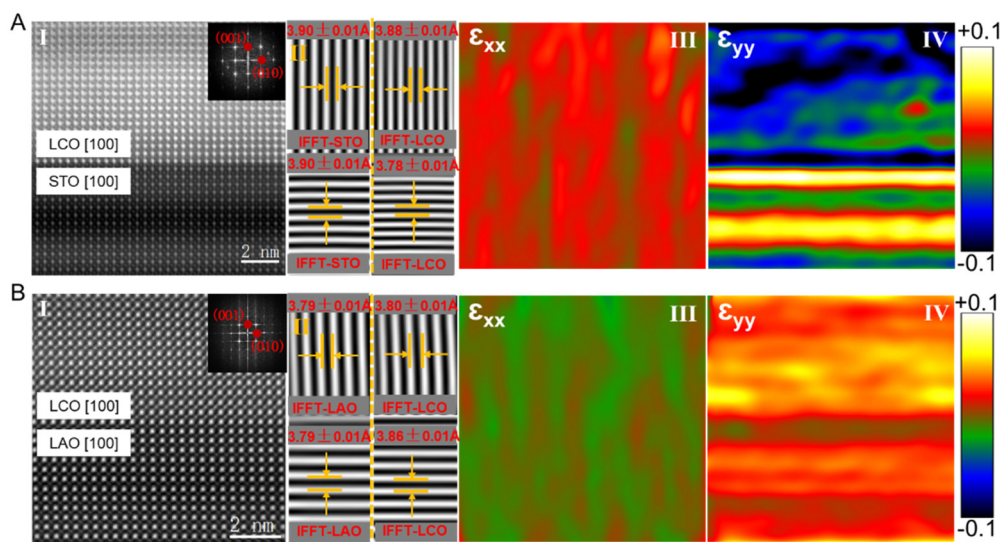 A
I
(001)
(010)
LCO [100]
STO [100]
2 nm
3.90±0.01Å
3.88±0.01Å
II
IFFT-STO
IFFT-LCO
3.90±0.01Å
3.78±0.01Å
IFFT-STO
IFFT-LCO
εxx
III
εyy
IV
+0.1
-0.1
B
I
(001)
(010)
LCO [100]
LAO [100]
2 nm
3.79±0.01Å
3.80±0.01Å
II
IFFT-LAO
IFFT-LCO
3.79±0.01Å
3.86±0.01Å
IFFT-LAO
IFFT-LCO
εxx
III
εyy
IV
+0.1
-0.1